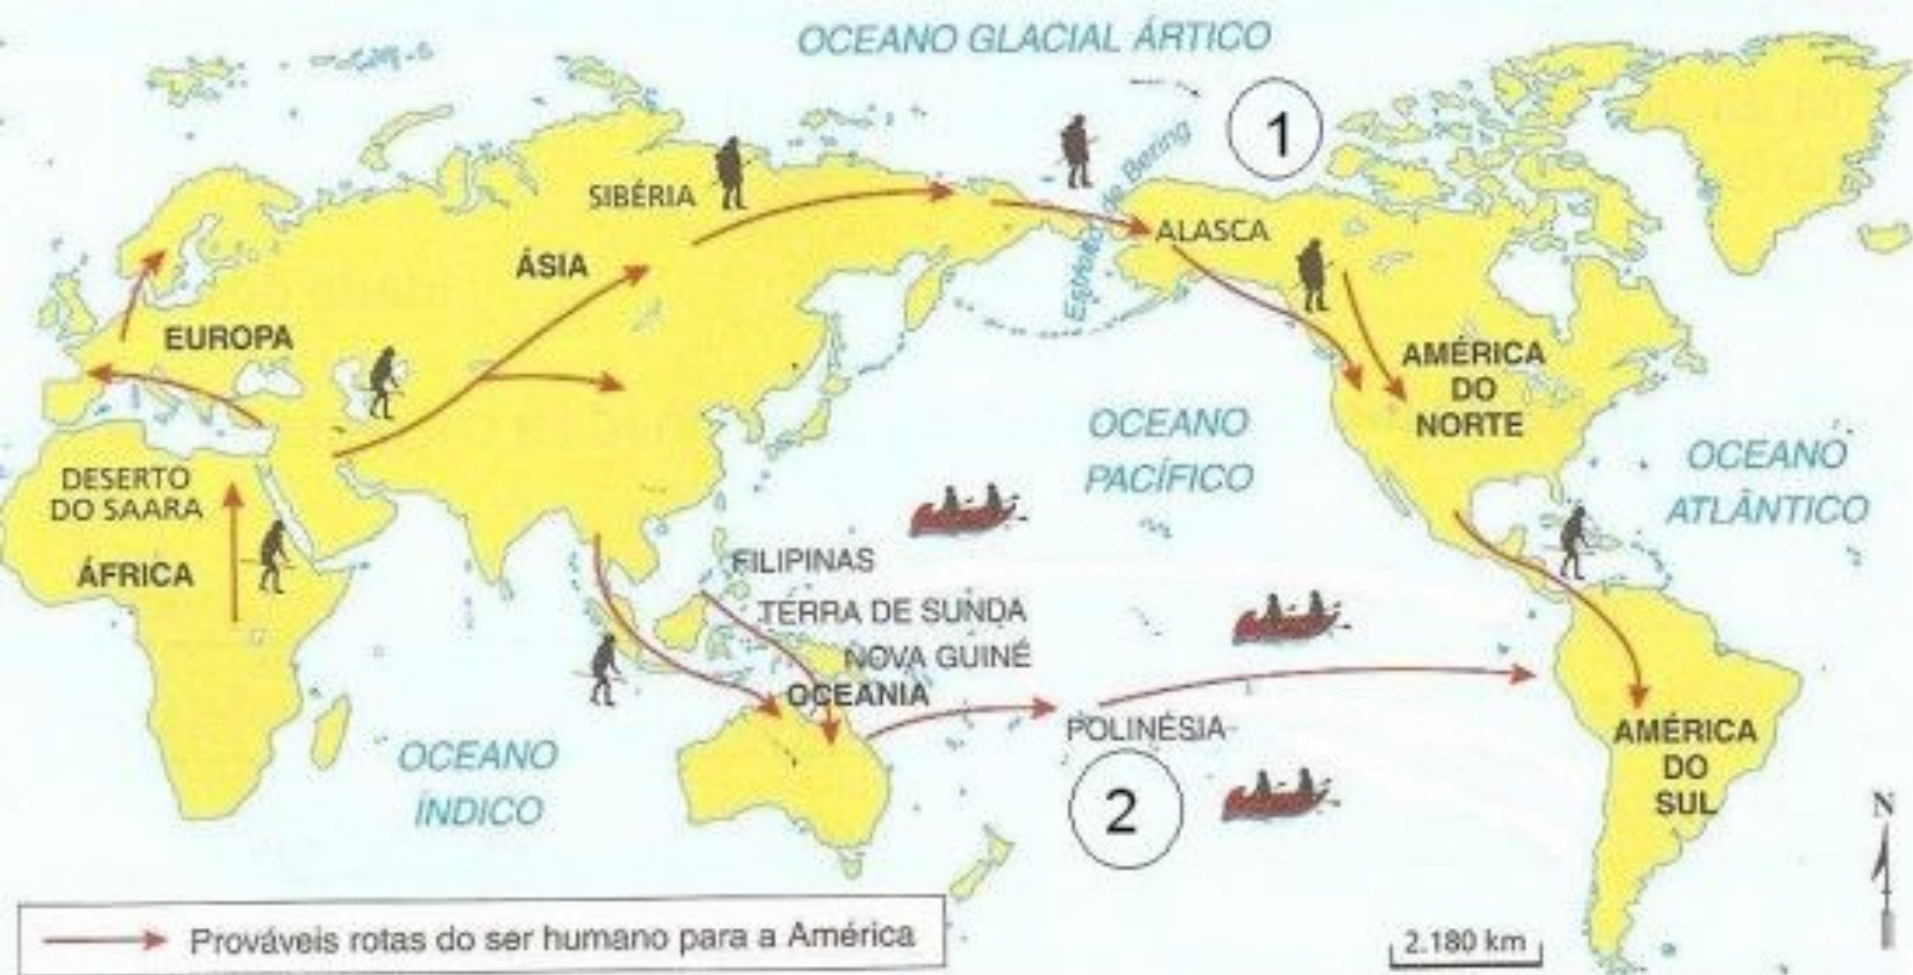 OCEANO GLACIAL ÁRTICO
1
Estreito de Bering
SIBÉRIA
ALASCA
ÁSIA
EUROPA
AMÉRICA
DO
NORTE
OCEANO
PACÍFICO
OCEANO
ATLÂNTICO
DESERTO
DO SAARA
ÁFRICA
FILIPINAS
TERRA DE SUNDA
NOVA GUINÉ
OCEANIA
POLINÉSIA
AMÉRICA
DO
SUL
OCEANO
ÍNDICO
2
N
Prováveis rotas do ser humano para a América
2.180 km